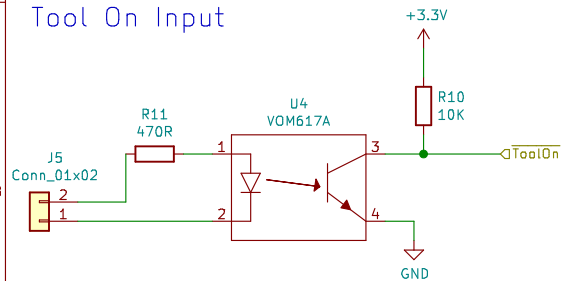 Tool On Input
+3.3V
R10
10K
R11
470R
U4
VOM617A
J5
Conn_01x02
1
2
3
4
2
1
ToolOn
GND